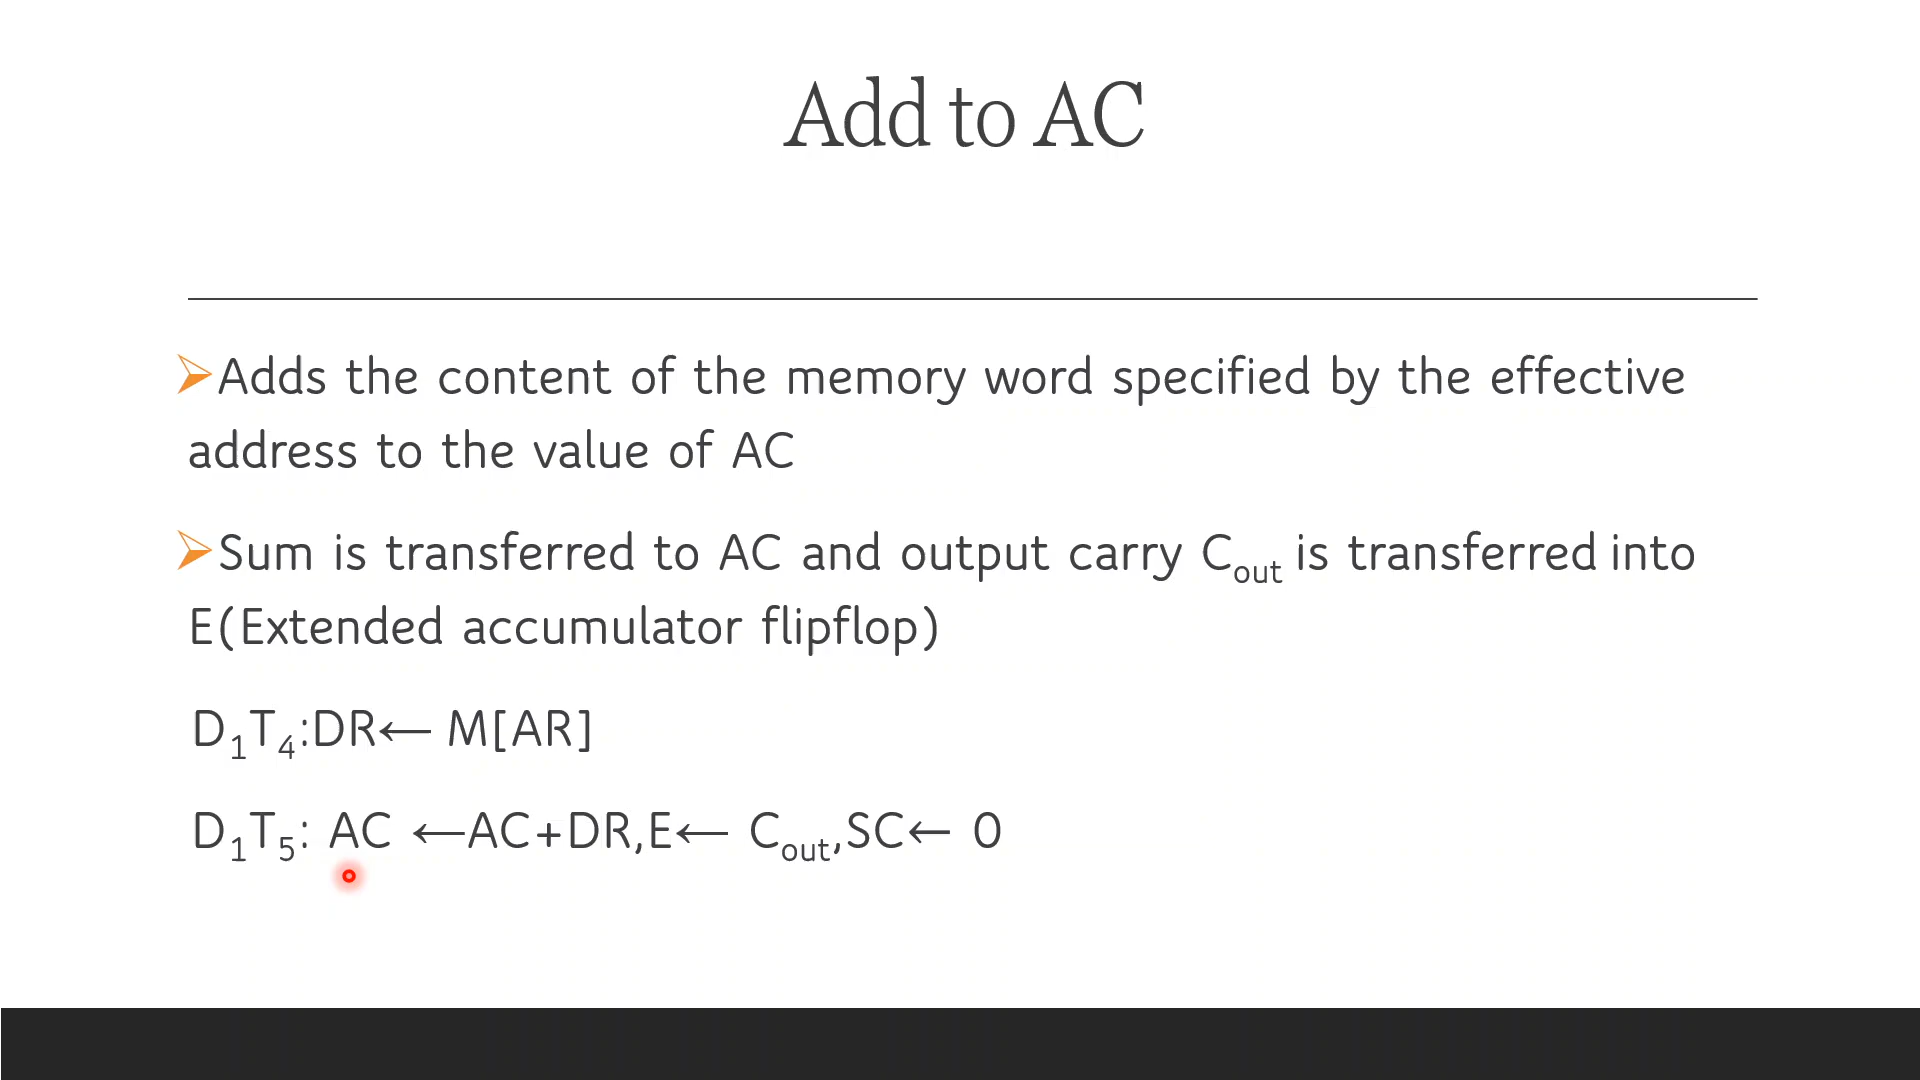 Add to AC
➢Adds the content of the memory word specified by the effective
address to the value of AC
➢Sum is transferred to AC and output carry C_out is transferred into
E(Extended accumulator flipflop)
D₁T₄:DR← M[AR]
D₁T₅: AC ←AC+DR,E← C_out,SC← 0